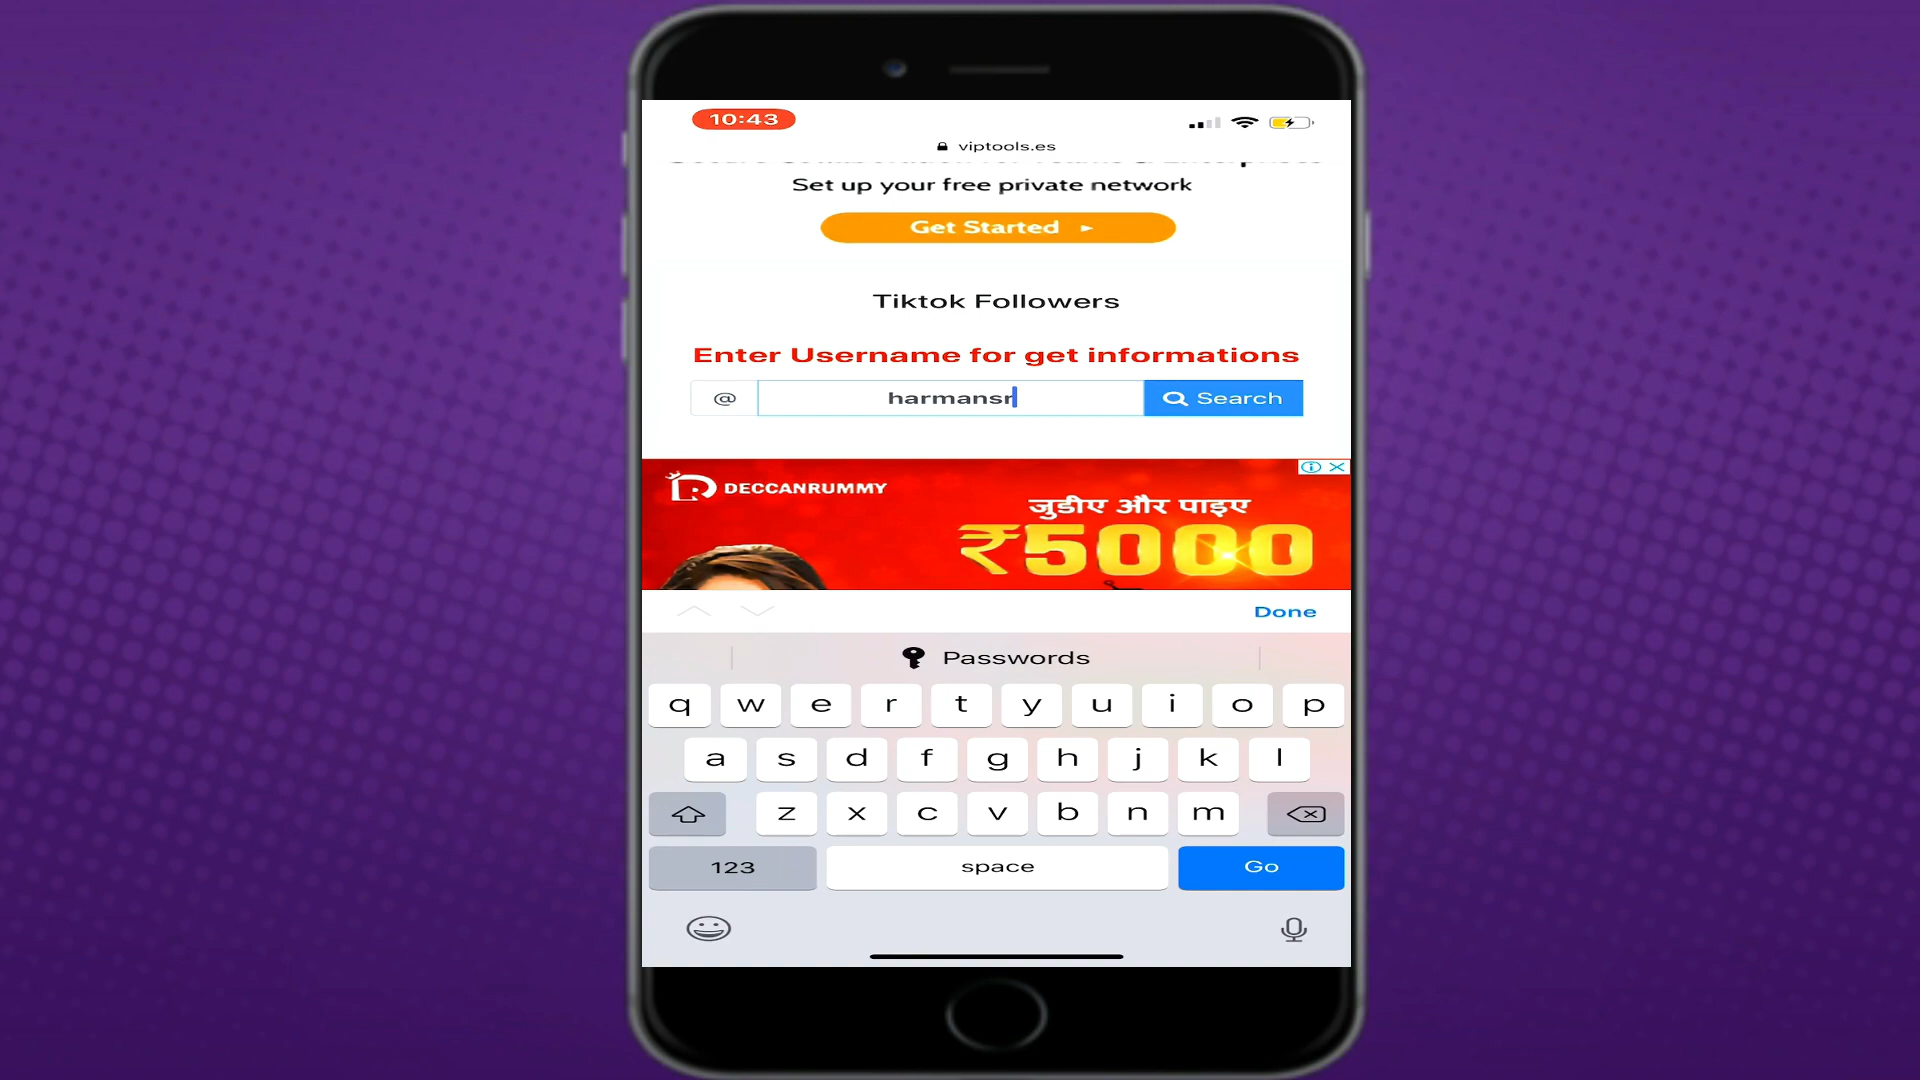 10:43
viptools.es
Set up your free private network
Get Started
Tiktok Followers
Enter Username for get informations
@ harmansr Search
DECCANRUMMY
जुडीए और पाइए
₹5000
Done
Passwords
q w e r t y u i o p
a s d f g h j k l
z x c v b n m
123 space Go